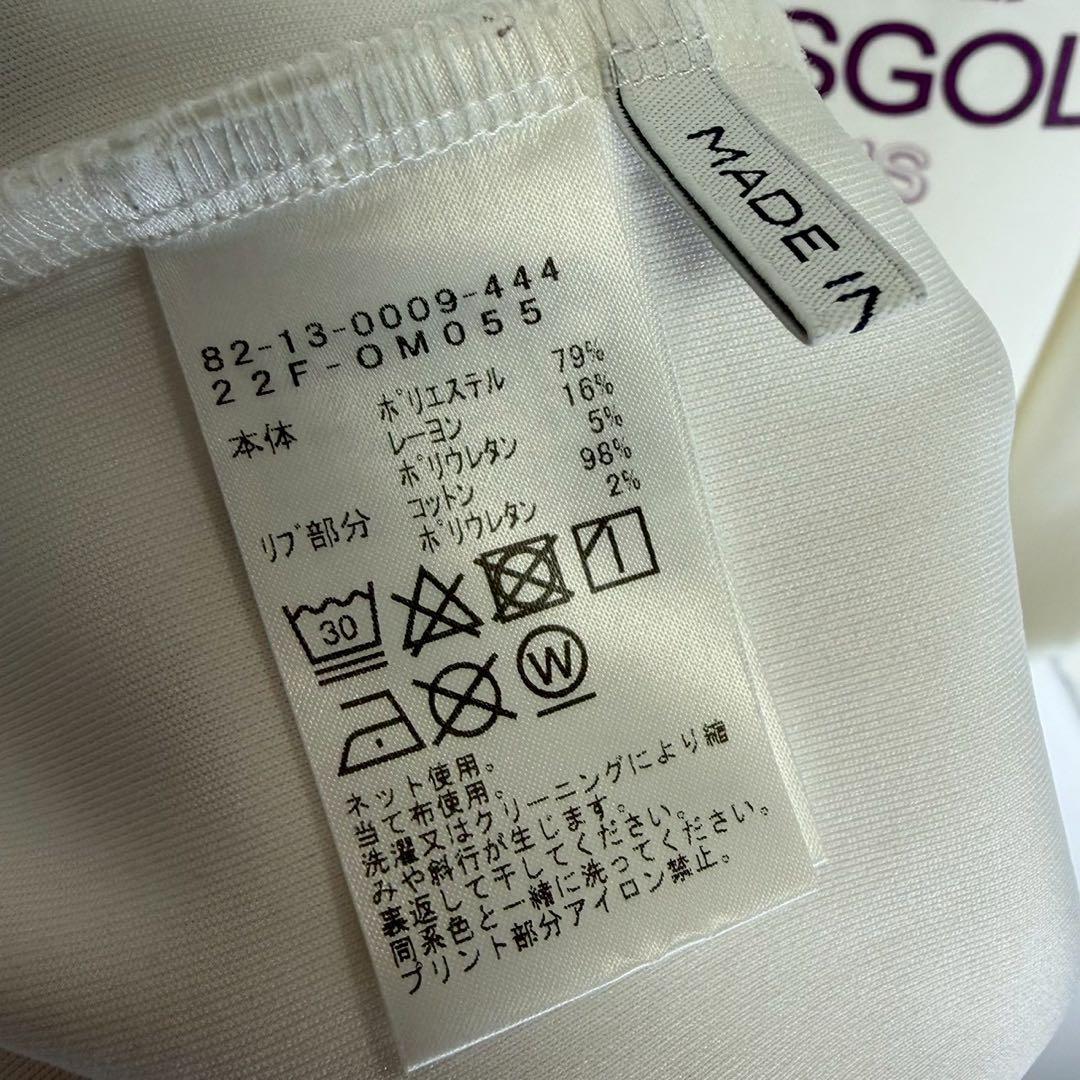 SGOL
NS
MADE IN
82-13-0009-444
22F-OM055
本体 ポリエステル 79%
レーヨン 16%
ポリウレタン 5%
リブ部分 コットン 98%
ポリウレタン 2%
30
W
ネット使用。
当て布使用。
洗濯又はクリーニングにより縮
みや斜行が生じます。
裏返して干してください。
同系色と一緒に洗ってください。
プリント部分アイロン禁止。